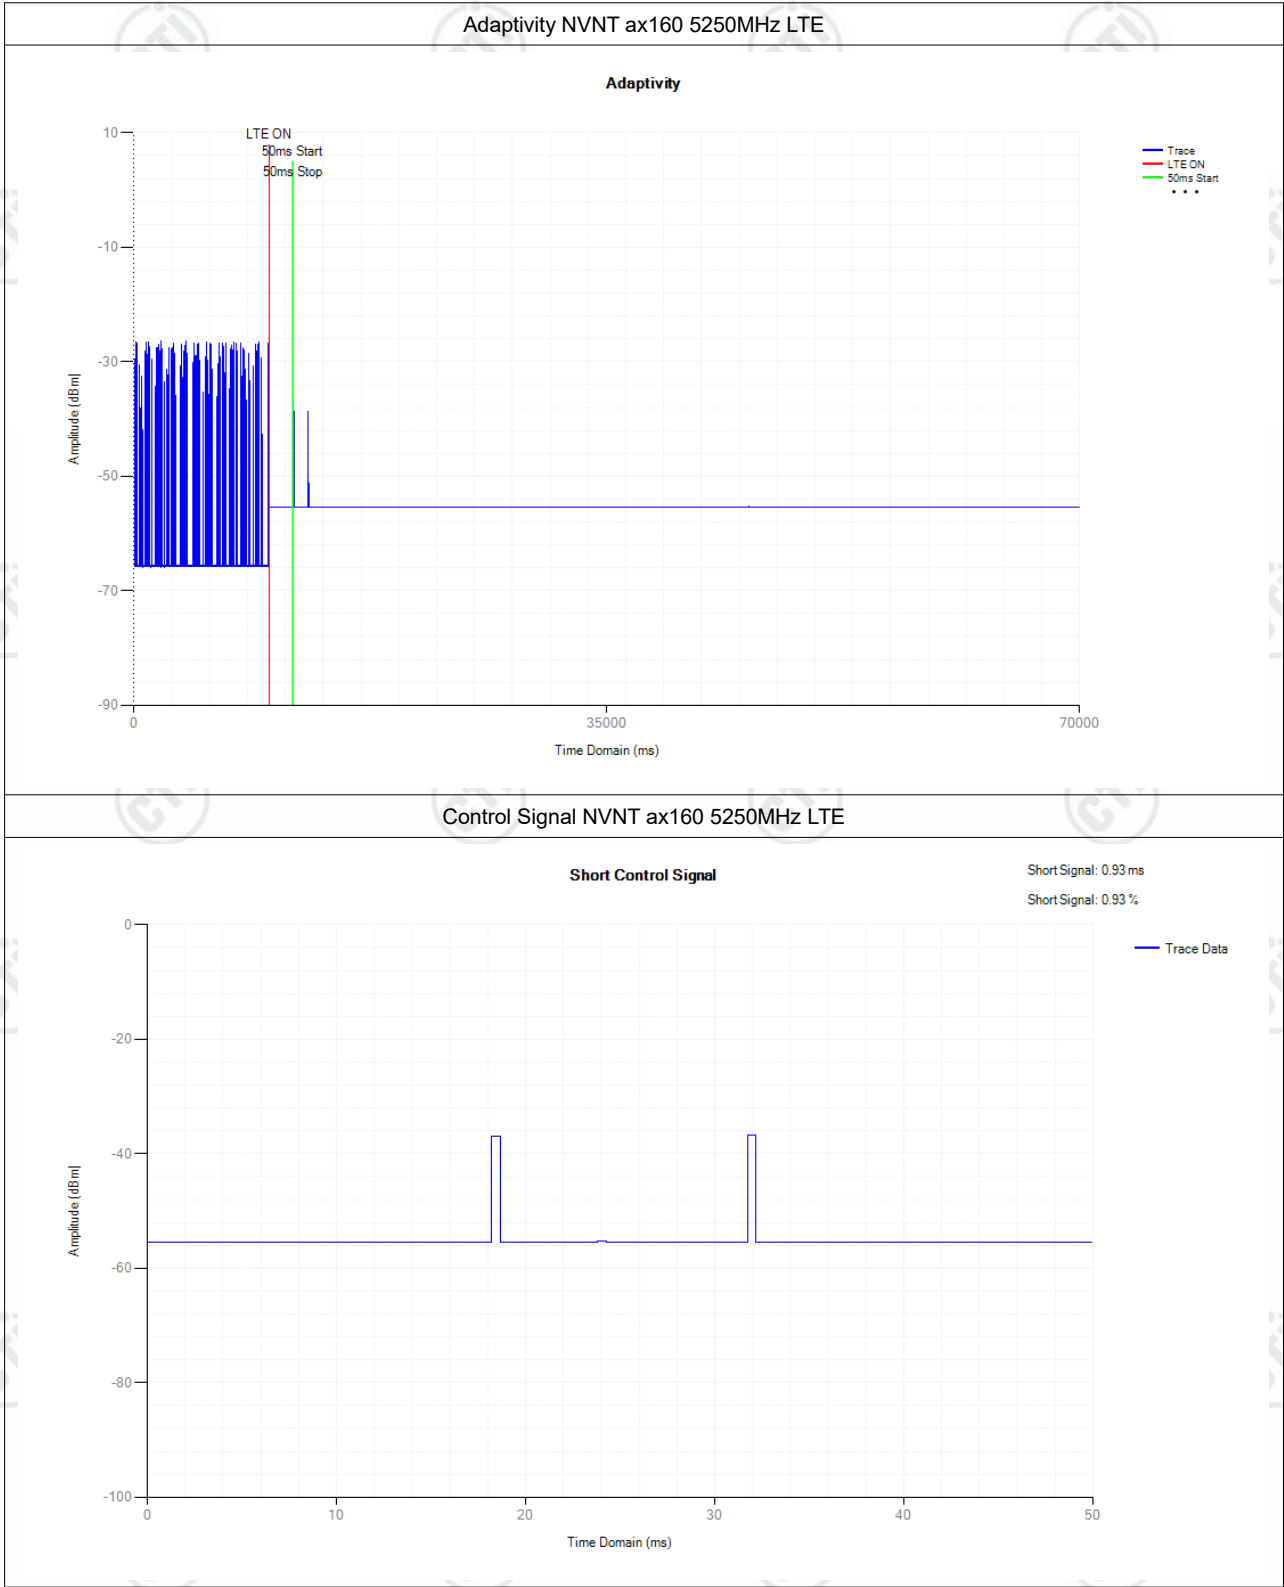 Adaptivity NVNT ax160 5250MHz LTE
Adaptivity
LTE ON
50ms Start
50ms Stop
Trace
LTE ON
50ms Start
• • •
10
-10
-30
-50
-70
-90
Amplitude [dBm]
0 35000 70000
Time Domain (ms)
Control Signal NVNT ax160 5250MHz LTE
Short Control Signal
Short Signal: 0.93 ms
Short Signal: 0.93 %
Trace Data
0
-20
-40
-60
-80
-100
Amplitude [dBm]
0 10 20 30 40 50
Time Domain (ms)
CTI